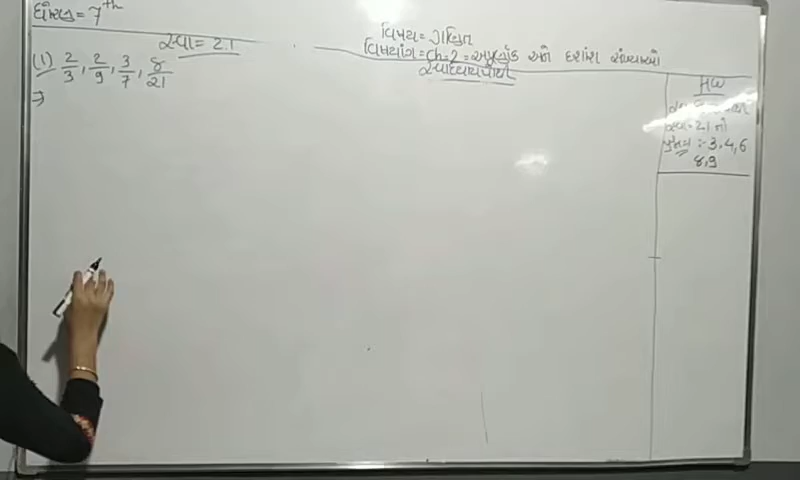 ધોરણ = 7th
વિષય = ગણિત
સ્વા = 2.1
વિષયાંગ = Ch = 2 = અપૂર્ણાંક અને દશાંશ સંખ્યાઓ
સ્વાધ્યાયપોથી
(1) 2/3, 2/9, 3/7, 8/21
⇒
HW
સ્વા = 2.1 નો
પ્રશ્ન :- 3, 4, 6
8, 9